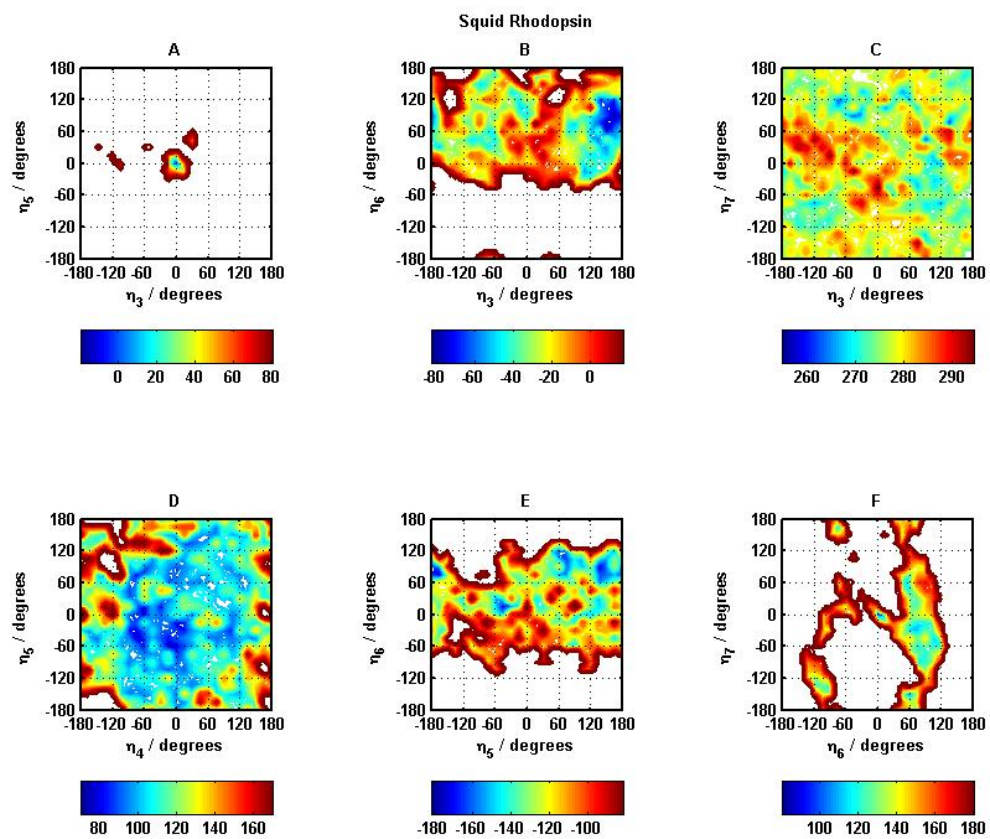 Squid Rhodopsin
A B C
180 180 180
120 120 120
60 60 60
0 0 0
-60 -60 -60
-120 -120 -120
-180 -180 -180
η5 / degrees η6 / degrees η7 / degrees
-180 -120 -60 0 60 120 180 -180 -120 -60 0 60 120 180 -180 -120 -60 0 60 120 180
η3 / degrees η3 / degrees η3 / degrees
0 20 40 60 80 -80 -60 -40 -20 0 260 270 280 290
D E F
180 180 180
120 120 120
60 60 60
0 0 0
-60 -60 -60
-120 -120 -120
-180 -180 -180
η5 / degrees η6 / degrees η7 / degrees
-180 -120 -60 0 60 120 180 -180 -120 -60 0 60 120 180 -180 -120 -60 0 60 120 180
η4 / degrees η5 / degrees η6 / degrees
80 100 120 140 160 -180 -160 -140 -120 -100 100 120 140 160 180